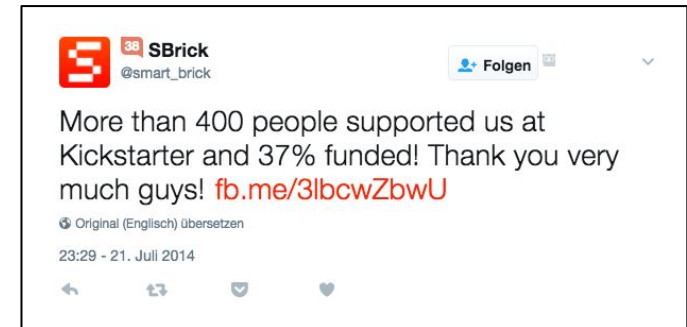 38 SBrick
@smart_brick
Folgen
More than 400 people supported us at
Kickstarter and 37% funded! Thank you very
much guys! fb.me/3lbcwZbwU
Original (Englisch) übersetzen
23:29 - 21. Juli 2014